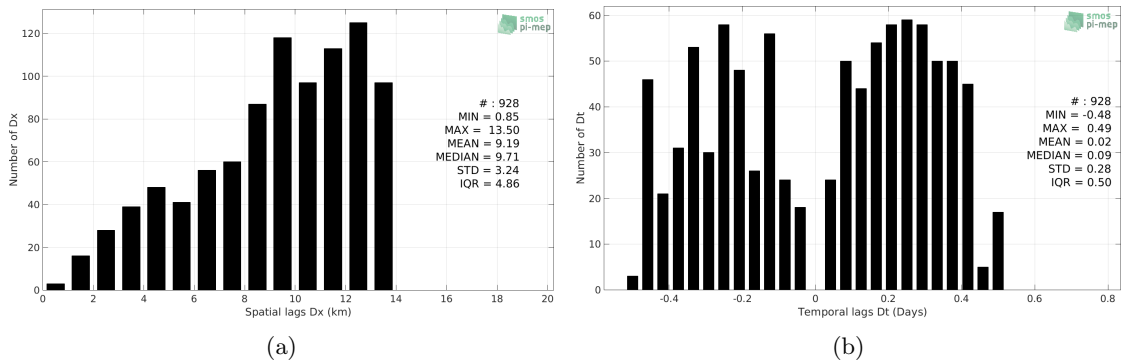 smos
pi-mep
120
100
80
60
40
20
0
Number of Dx
# : 928
MIN = 0.85
MAX = 13.50
MEAN = 9.19
MEDIAN = 9.71
STD = 3.24
IQR = 4.86
0 2 4 6 8 10 12 14 16 18 20
Spatial lags Dx (km)
(a)
smos
pi-mep
60
50
40
30
20
10
0
Number of Dt
# : 928
MIN = -0.48
MAX = 0.49
MEAN = 0.02
MEDIAN = 0.09
STD = 0.28
IQR = 0.50
-0.4 -0.2 0 0.2 0.4 0.6 0.8
Temporal lags Dt (Days)
(b)